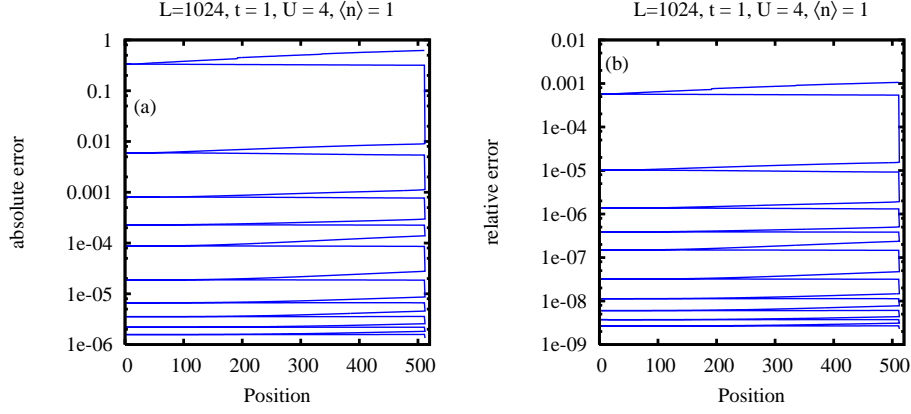 L=1024, t = 1, U = 4, ⟨n⟩ = 1
1
0.1
0.01
0.001
1e-04
1e-05
1e-06
absolute error
(a)
0 100 200 300 400 500
Position
L=1024, t = 1, U = 4, ⟨n⟩ = 1
0.01
0.001
1e-04
1e-05
1e-06
1e-07
1e-08
1e-09
relative error
(b)
0 100 200 300 400 500
Position